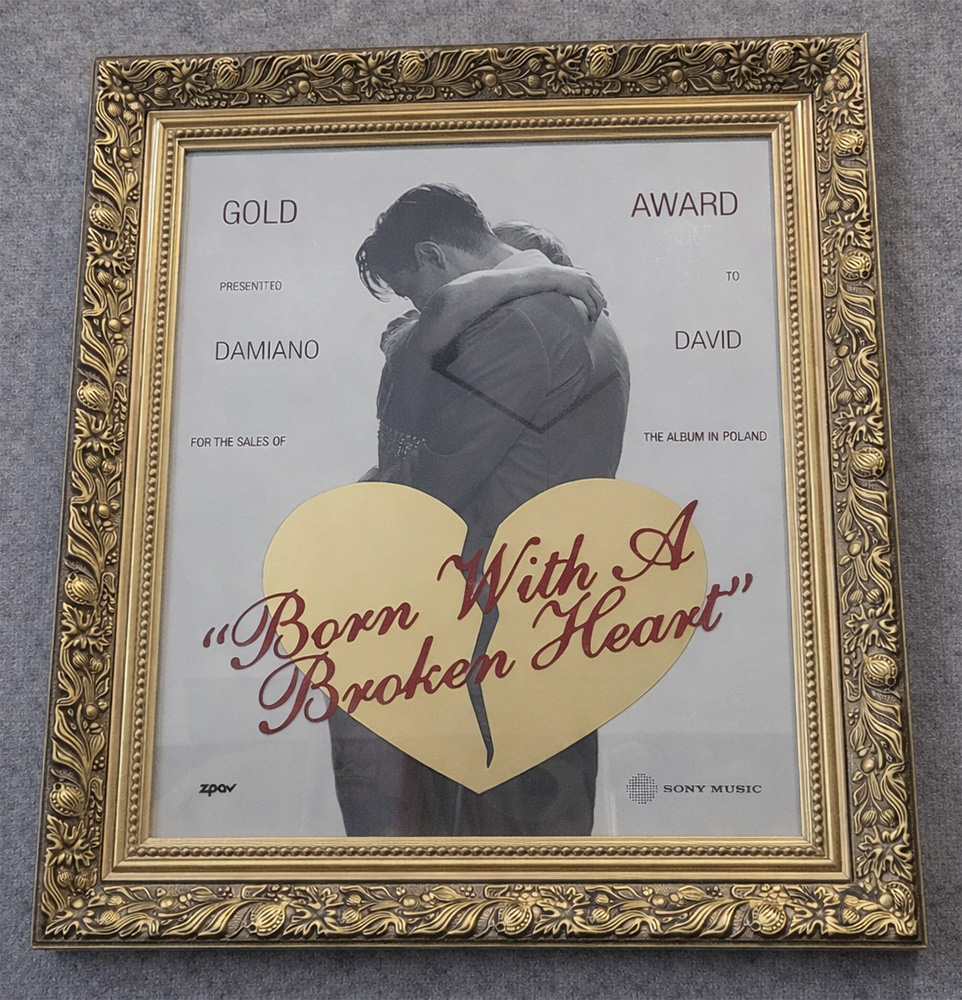 GOLD AWARD
PRESENTTED TO
DAMIANO DAVID
FOR THE SALES OF THE ALBUM IN POLAND
“Born With A
Broken Heart”
zpav SONY MUSIC